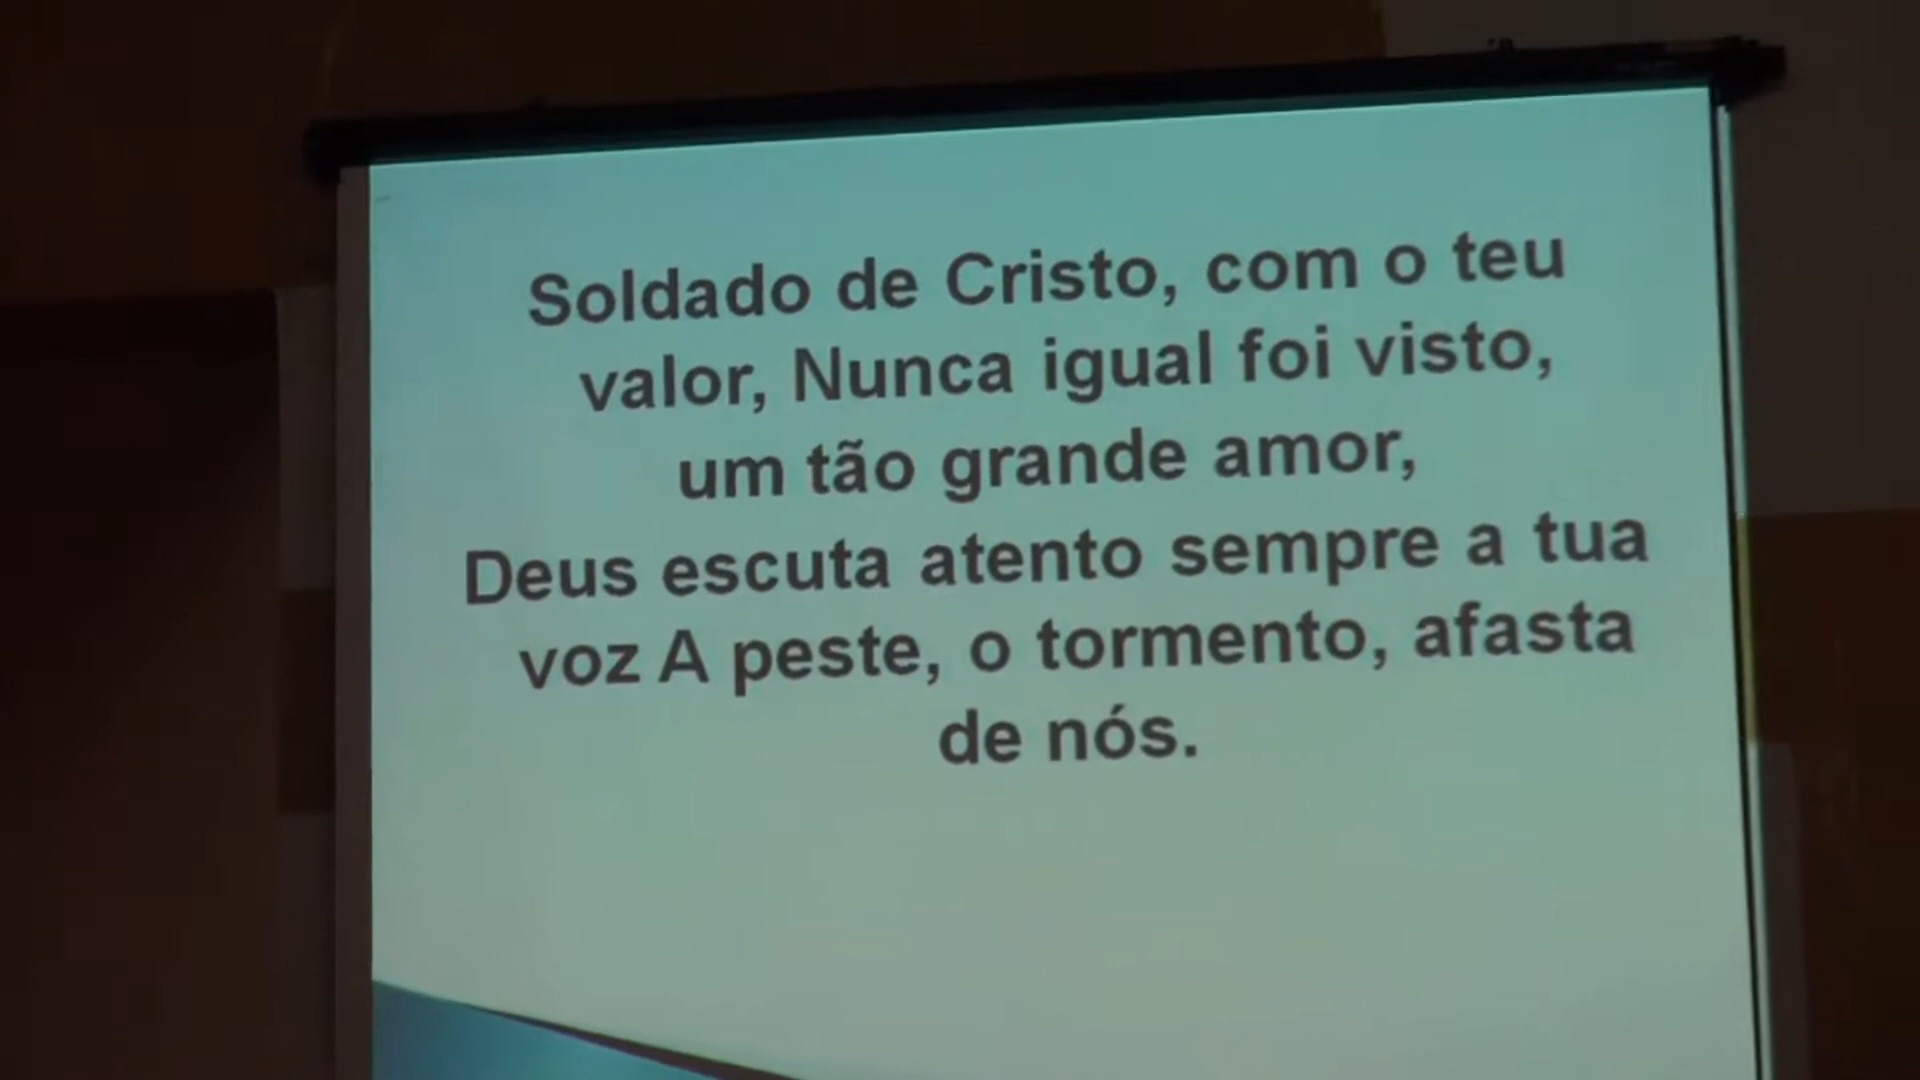 Soldado de Cristo, com o teu
valor, Nunca igual foi visto,
um tão grande amor,
Deus escuta atento sempre a tua
voz A peste, o tormento, afasta
de nós.